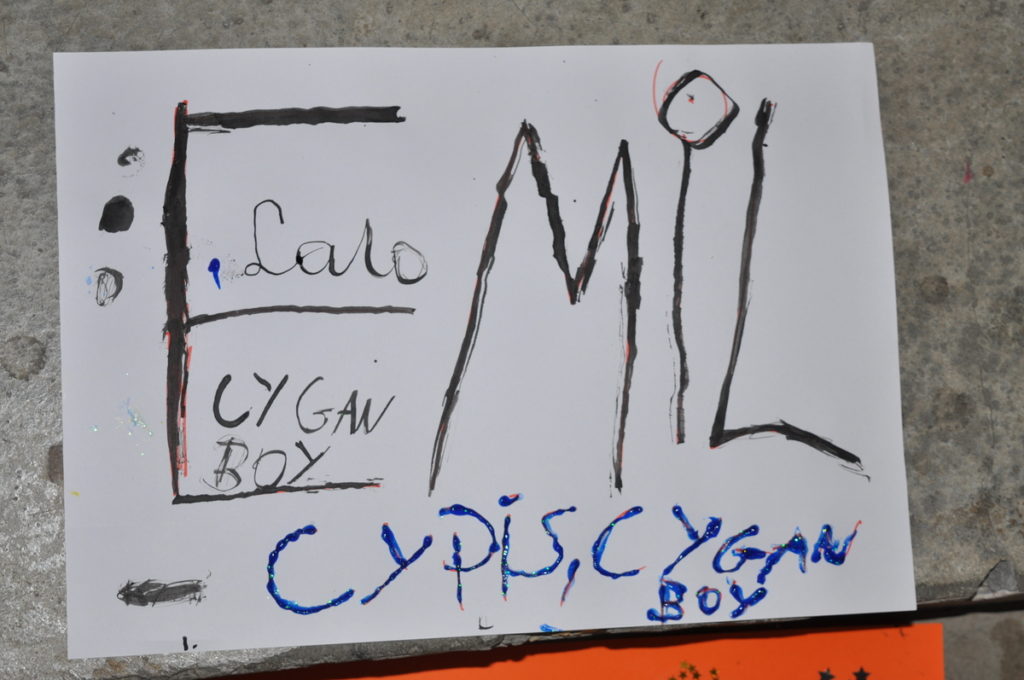 EMiL
Lalo
CYGAN
BOY
CYPiS, CYGAN
BOY